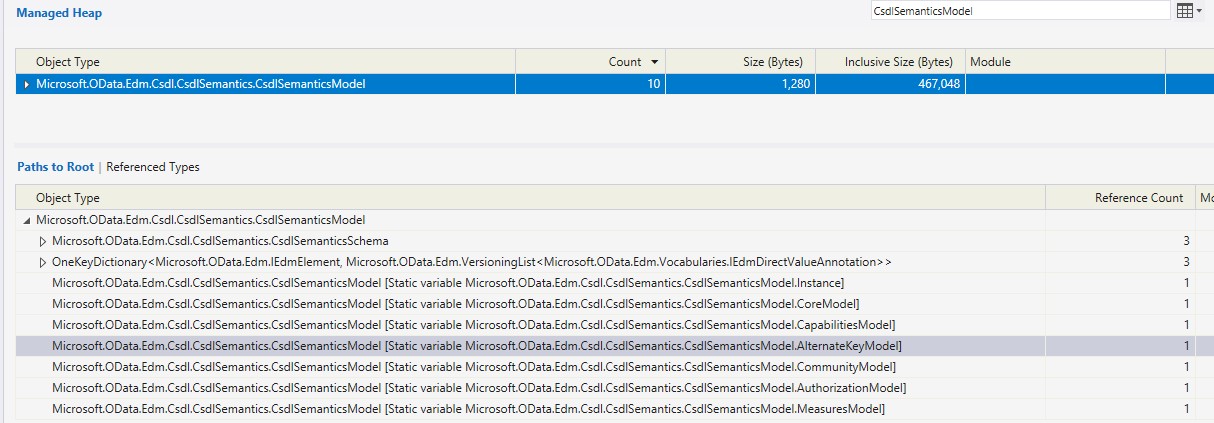 Managed Heap
CsdlSemanticsModel
Object Type Count Size (Bytes) Inclusive Size (Bytes) Module
Microsoft.OData.Edm.Csdl.CsdlSemantics.CsdlSemanticsModel 10 1,280 467,048
Paths to Root | Referenced Types
Object Type Reference Count Mo
Microsoft.OData.Edm.Csdl.CsdlSemantics.CsdlSemanticsModel
Microsoft.OData.Edm.Csdl.CsdlSemantics.CsdlSemanticsSchema 3
OneKeyDictionary<Microsoft.OData.Edm.IEdmElement, Microsoft.OData.Edm.VersioningList<Microsoft.OData.Edm.Vocabularies.IEdmDirectValueAnnotation>> 3
Microsoft.OData.Edm.Csdl.CsdlSemantics.CsdlSemanticsModel [Static variable Microsoft.OData.Edm.Csdl.CsdlSemantics.CsdlSemanticsModel.Instance] 1
Microsoft.OData.Edm.Csdl.CsdlSemantics.CsdlSemanticsModel [Static variable Microsoft.OData.Edm.Csdl.CsdlSemantics.CsdlSemanticsModel.CoreModel] 1
Microsoft.OData.Edm.Csdl.CsdlSemantics.CsdlSemanticsModel [Static variable Microsoft.OData.Edm.Csdl.CsdlSemantics.CsdlSemanticsModel.CapabilitiesModel] 1
Microsoft.OData.Edm.Csdl.CsdlSemantics.CsdlSemanticsModel [Static variable Microsoft.OData.Edm.Csdl.CsdlSemantics.CsdlSemanticsModel.AlternateKeyModel] 1
Microsoft.OData.Edm.Csdl.CsdlSemantics.CsdlSemanticsModel [Static variable Microsoft.OData.Edm.Csdl.CsdlSemantics.CsdlSemanticsModel.CommunityModel] 1
Microsoft.OData.Edm.Csdl.CsdlSemantics.CsdlSemanticsModel [Static variable Microsoft.OData.Edm.Csdl.CsdlSemantics.CsdlSemanticsModel.AuthorizationModel] 1
Microsoft.OData.Edm.Csdl.CsdlSemantics.CsdlSemanticsModel [Static variable Microsoft.OData.Edm.Csdl.CsdlSemantics.CsdlSemanticsModel.MeasuresModel] 1